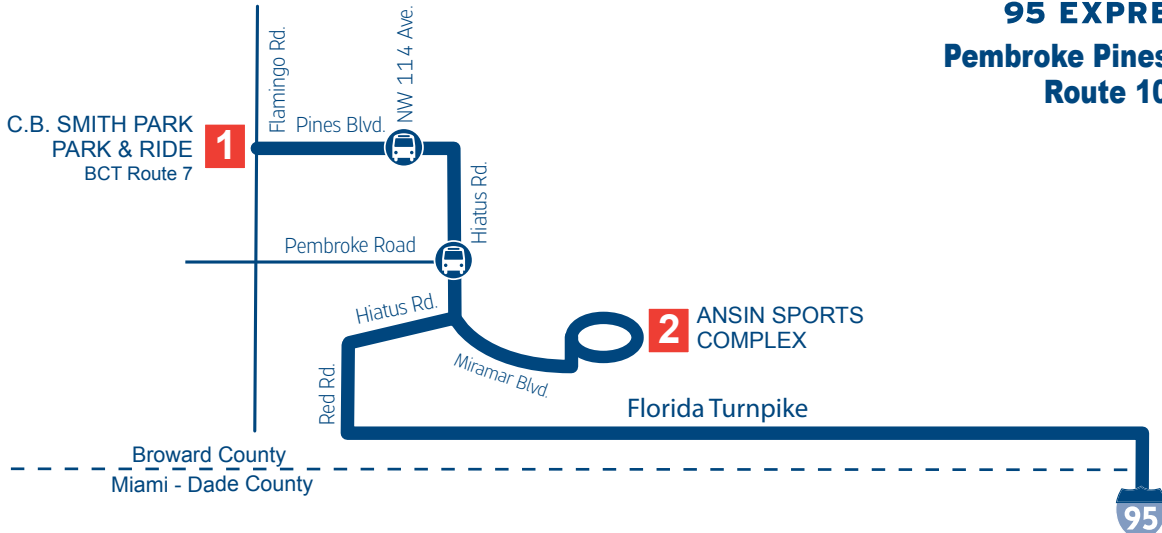 95 EXPRE
Pembroke Pines
Route 10
Flamingo Rd.
NW 114 Ave.
C.B. SMITH PARK
PARK & RIDE
BCT Route 7
1
Pines Blvd.
Hiatus Rd.
Pembroke Road
Hiatus Rd.
2
ANSIN SPORTS
COMPLEX
Miramar Blvd.
Red Rd.
Florida Turnpike
Broward County
Miami - Dade County
95